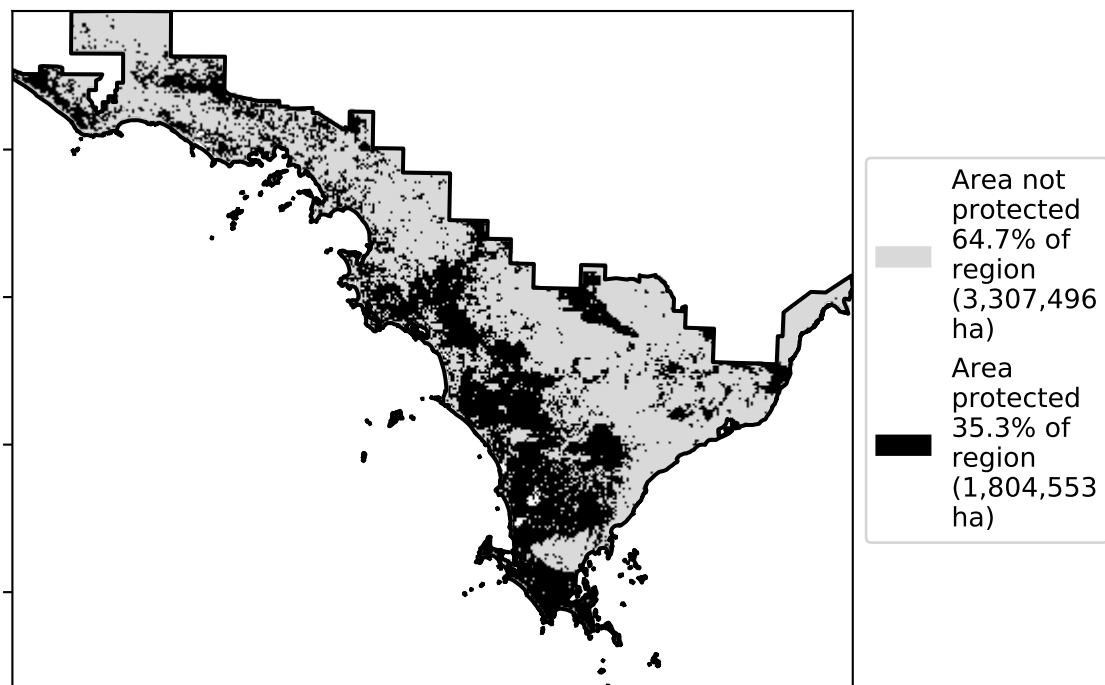 Area not
protected
64.7% of
region
(3,307,496
ha)
Area
protected
35.3% of
region
(1,804,553
ha)